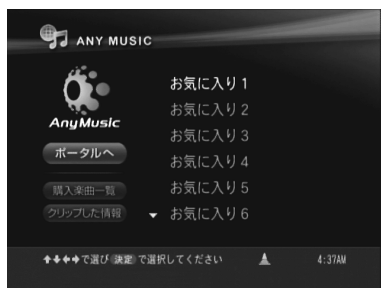 ANY MUSIC
AnyMusic
ポータルへ
購入楽曲一覧
クリップした情報
お気に入り 1
お気に入り 2
お気に入り 3
お気に入り 4
お気に入り 5
お気に入り 6
↑↓←→で選び 決定 で選択してください
4:37AM